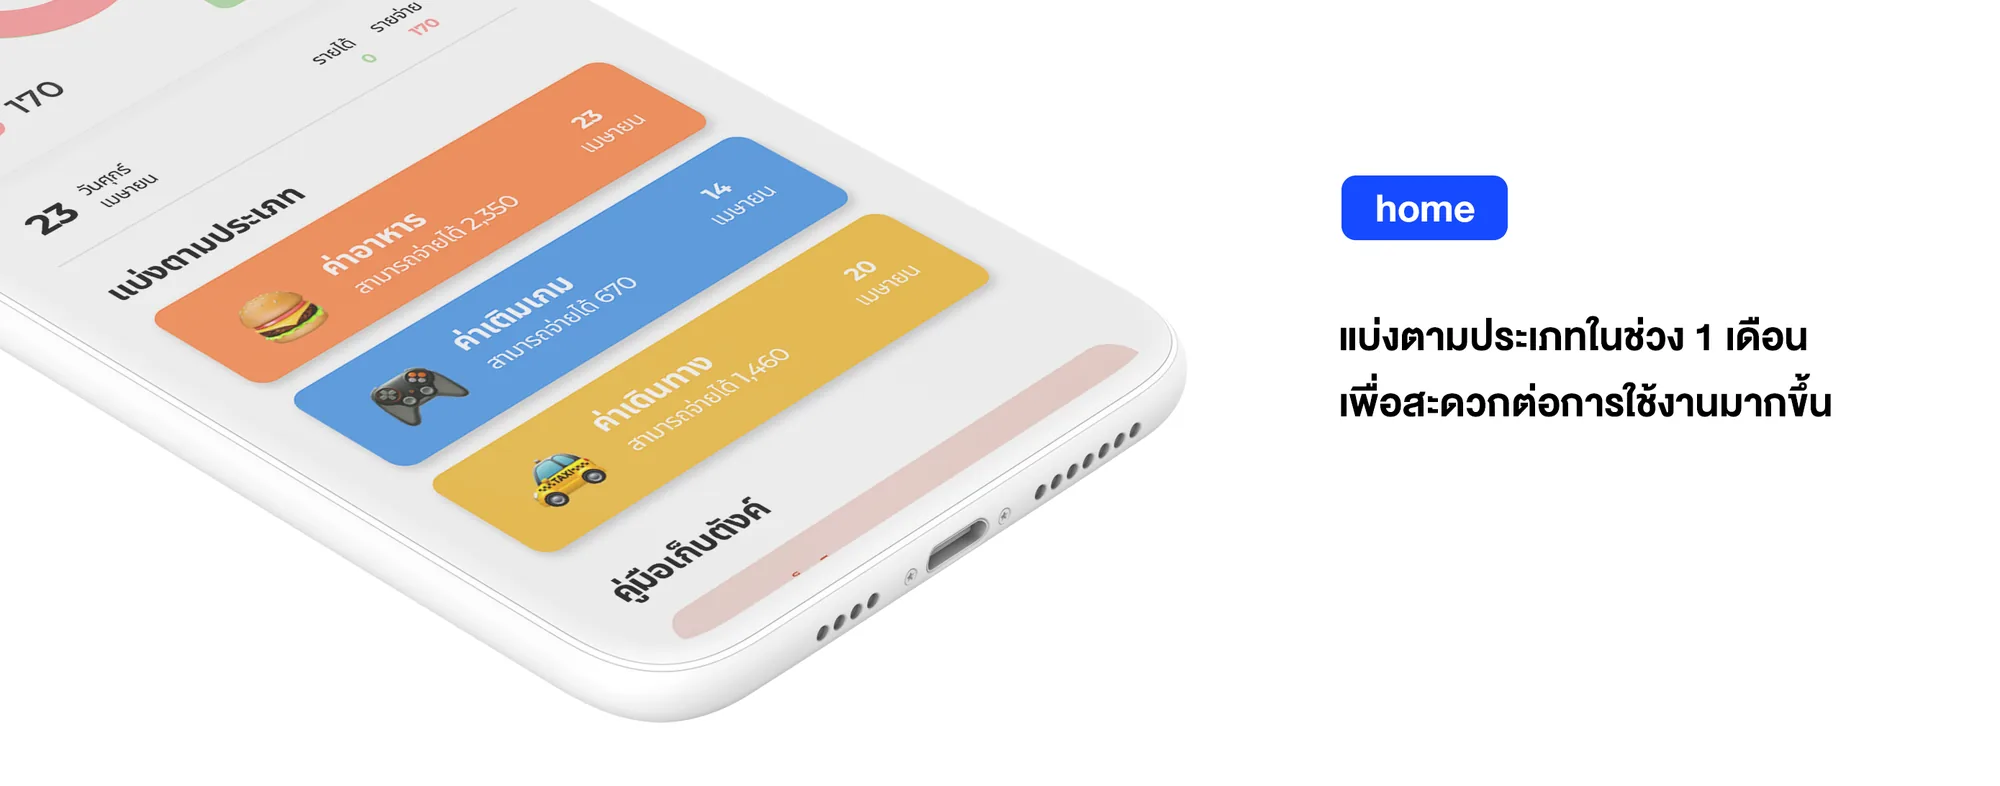 170
รายได้
0
รายจ่าย
170
23
วันศุกร์
เมษายน
แบ่งตามประเภท
ค่าอาหาร
สามารถจ่ายได้ 2,350
23
เมษายน
ค่าเติมเกม
สามารถจ่ายได้ 670
14
เมษายน
ค่าเดินทาง
สามารถจ่ายได้ 1,460
20
เมษายน
TAXI
คู่มือเก็บตังค์
home
แบ่งตามประเภทในช่วง 1 เดือน
เพื่อสะดวกต่อการใช้งานมากขึ้น